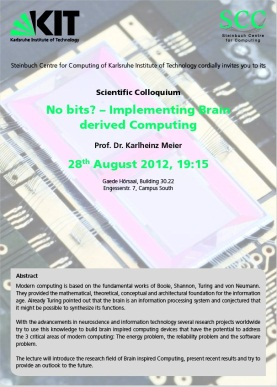 KIT
Karlsruhe Institute of Technology
SCC
Steinbuch Centre
for Computing
Steinbuch Centre for Computing of Karlsruhe Institute of Technology cordially invites you to its
Scientific Colloquium
No bits? – Implementing Brain
derived Computing
Prof. Dr. Karlheinz Meier
28th August 2012, 19:15
Gaede Hörsaal, Building 30.22
Engesserstr. 7, Campus South
Abstract
Modern computing is based on the fundamental works of Boole, Shannon, Turing and von Neumann.
They provided the mathematical, theoretical, conceptual and architectural foundation for the information
age. Already Turing pointed out that the brain is an information processing system and conjectured that
it might be possible to synthesize its functions.
With the advancements in neuroscience and information technology several research projects worldwide
try to use this knowledge to build brain inspired computing devices that have the potential to address
the 3 critical areas of modern computing: The energy problem, the reliability problem and the software
problem.
The lecture will introduce the research field of Brain Inspired Computing, present recent results and try to
provide an outlook to the future.